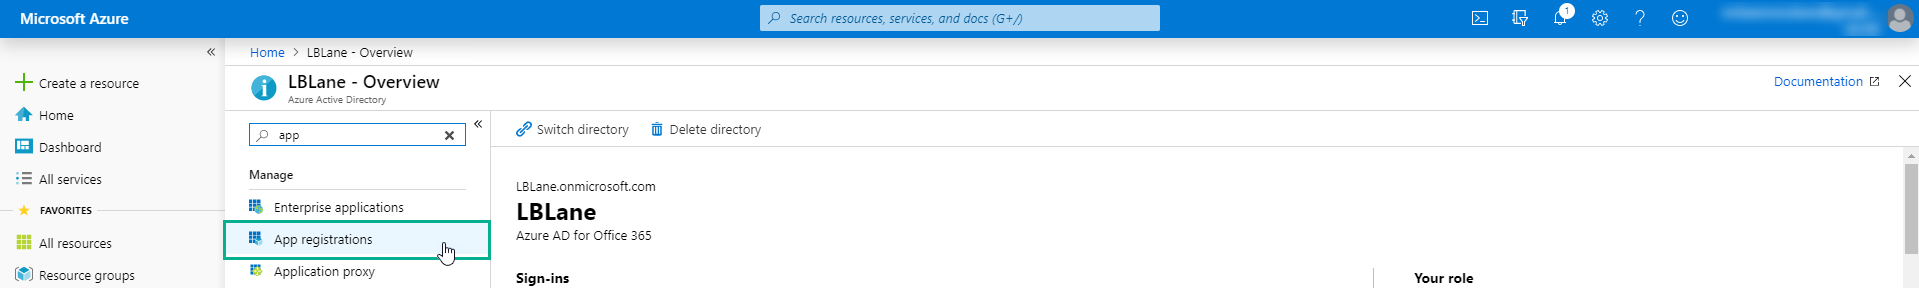 Microsoft Azure
Search resources, services, and docs (G+/)
1
«
Create a resource
Home
Dashboard
All services
FAVORITES
All resources
Resource groups
Home > LBLane - Overview
LBLane - Overview
Azure Active Directory
Documentation
app
«
Manage
Enterprise applications
App registrations
Application proxy
Switch directory
Delete directory
LBLane.onmicrosoft.com
LBLane
Azure AD for Office 365
Sign-ins
Your role